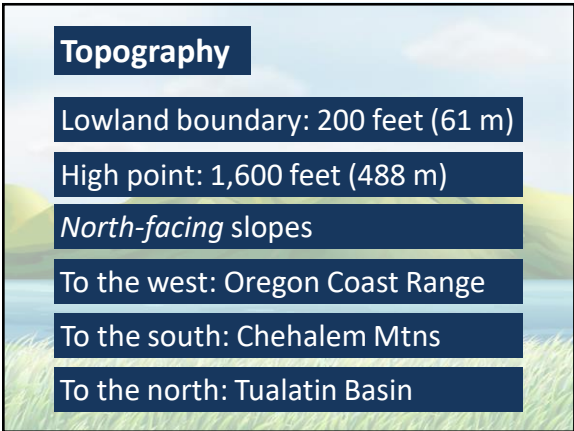 Topography
Lowland boundary: 200 feet (61 m)
High point: 1,600 feet (488 m)
North-facing slopes
To the west: Oregon Coast Range
To the south: Chehalem Mtns
To the north: Tualatin Basin